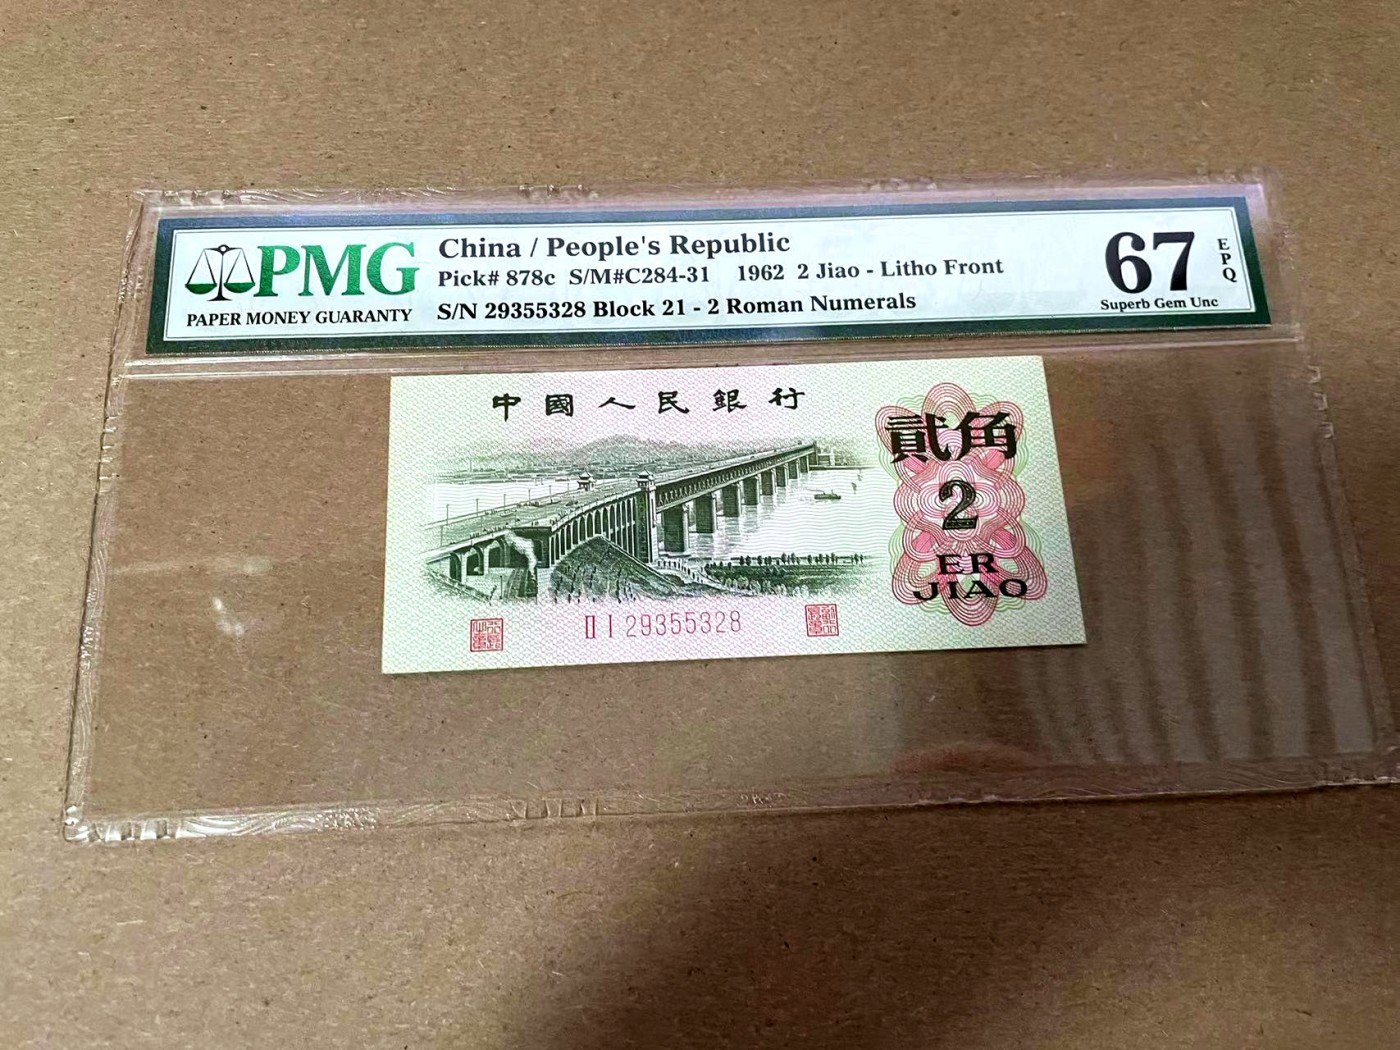 PMG
PAPER MONEY GUARANTY
China / People's Republic
Pick# 878c S/M#C284-31 1962 2 Jiao - Litho Front
S/N 29355328 Block 21 - 2 Roman Numerals
67
EPQ
Superb Gem Unc
中國人民銀行
貳角
2
ER
JIAO
II I 29355328